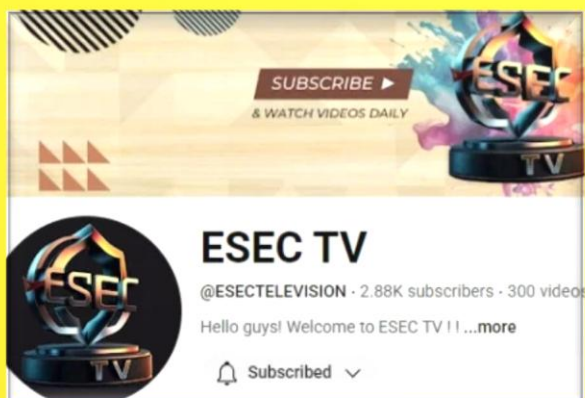 SUBSCRIBE
& WATCH VIDEOS DAILY
ESEC
TV
ESEC TV
@ESECTELEVISION · 2.88K subscribers · 300 videos
Hello guys! Welcome to ESEC TV ! ! ...more
Subscribed
ESEC
TV